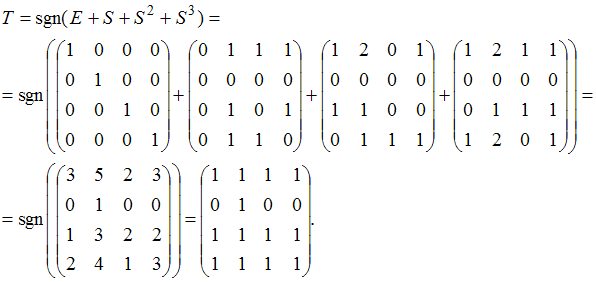 T = sgn(E + S + S² + S³) =
= sgn((1 0 0 0; 0 1 0 0; 0 0 1 0; 0 0 0 1) + (0 1 1 1; 0 0 0 0; 0 1 0 1; 0 1 1 0) + (1 2 0 1; 0 0 0 0; 1 1 0 0; 0 1 1 1) + (1 2 1 1; 0 0 0 0; 0 1 1 1; 1 2 0 1)) =
= sgn((3 5 2 3; 0 1 0 0; 1 3 2 2; 2 4 1 3)) = (1 1 1 1; 0 1 0 0; 1 1 1 1; 1 1 1 1).